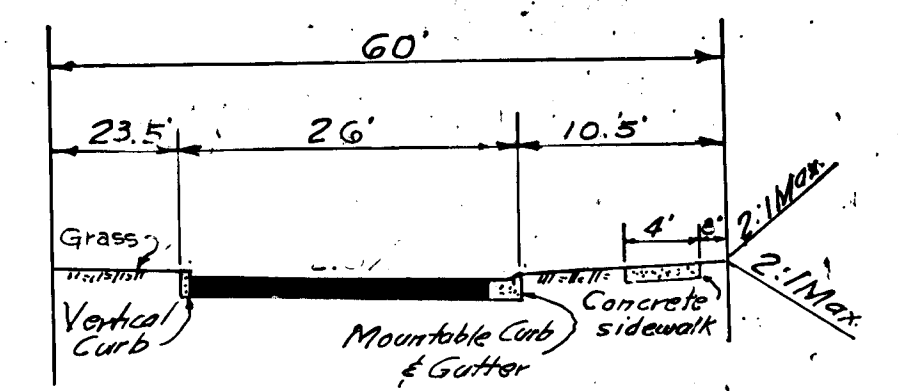 60'
23.5'
26'
10.5'
4'
2:1 Max.
Grass
2:1 Max.
Vertical
Curb
Mountable Curb
& Gutter
Concrete
sidewalk